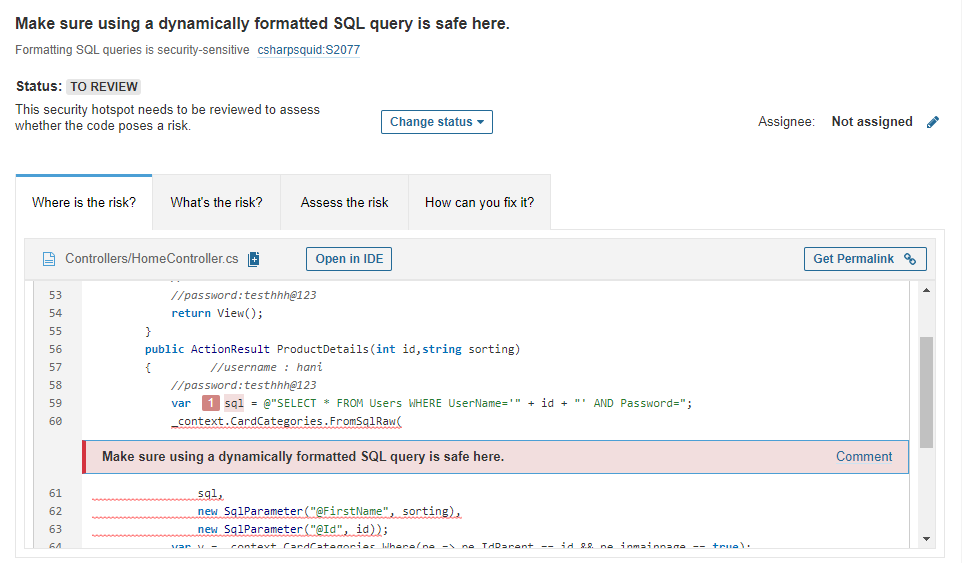 Make sure using a dynamically formatted SQL query is safe here.
Formatting SQL queries is security-sensitive csharpsquid:S2077
Status: TO REVIEW
This security hotspot needs to be reviewed to assess
whether the code poses a risk.
Change status
Assignee: Not assigned
Where is the risk? What's the risk? Assess the risk How can you fix it?
Controllers/HomeController.cs Open in IDE Get Permalink
53 //password:testhhh@123
54 return View();
55 }
56 public ActionResult ProductDetails(int id,string sorting)
57 { //username : hani
58 //password:testhhh@123
59 var 1 sql = @"SELECT * FROM Users WHERE UserName='" + id + "' AND Password=";
60 _context.CardCategories.FromSqlRaw(
Make sure using a dynamically formatted SQL query is safe here. Comment
61 sql,
62 new SqlParameter("@FirstName", sorting),
63 new SqlParameter("@Id", id));
64 var v = _context.CardCategories.Where(pe => pe.IdParent == id && pe.inmainpage == true);